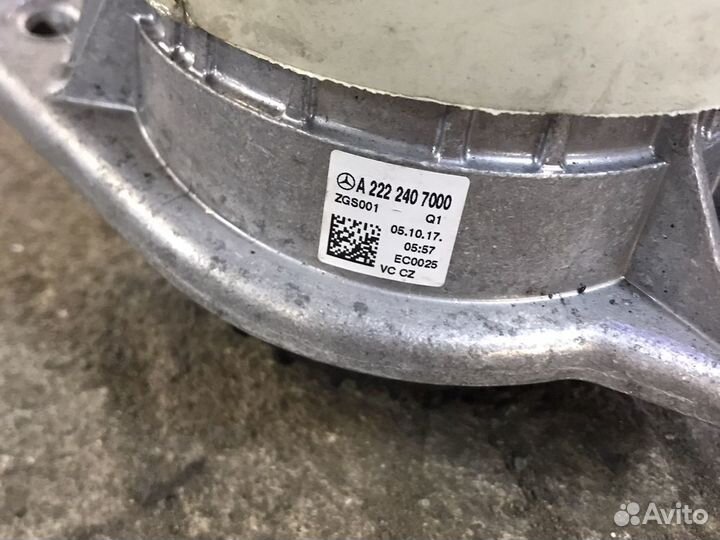 A 222 240 7000
ZGS001 Q1
05.10.17.
05:57
EC0025
VC CZ
Avito